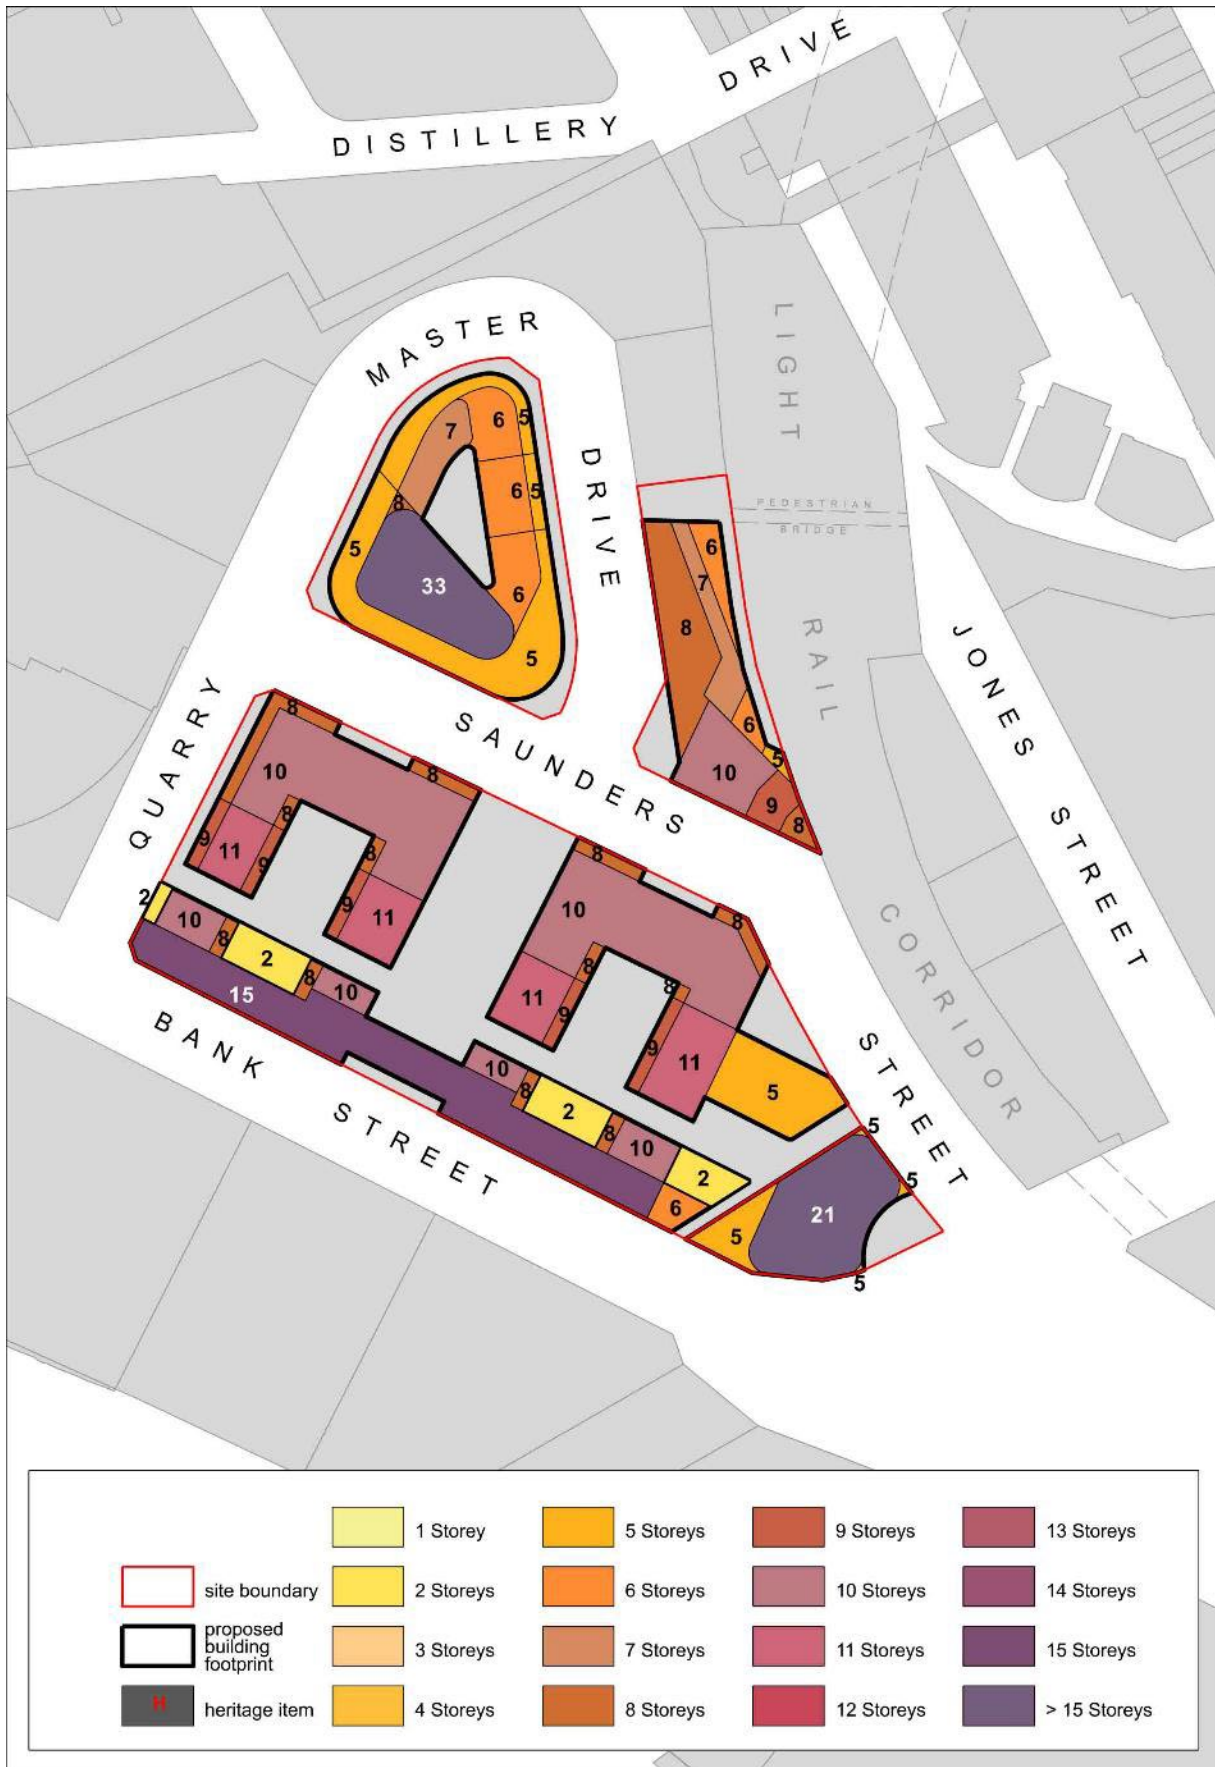 DISTILLERY DRIVE
MASTER
DRIVE
LIGHT
RAIL
CORRIDOR
PEDESTRIAN
BRIDGE
JONES
STREET
QUARRY
SAUNDERS
STREET
BANK
STREET
7
6
5
8
6
5
5
33
6
5
6
7
8
6
5
10
9
8
8
10
8
8
8
9
11
9
9
11
8
10
8
8
8
11
9
9
11
5
2
10
8
2
8
10
15
10
8
2
8
10
2
6
5
5
21
5
5
site boundary
proposed
building
footprint
H
heritage item
1 Storey
2 Storeys
3 Storeys
4 Storeys
5 Storeys
6 Storeys
7 Storeys
8 Storeys
9 Storeys
10 Storeys
11 Storeys
12 Storeys
13 Storeys
14 Storeys
15 Storeys
> 15 Storeys